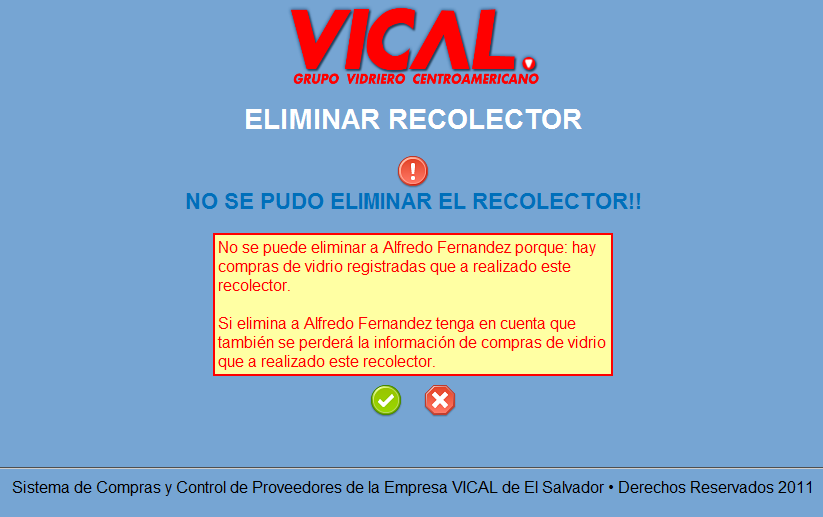 VICAL.
GRUPO VIDRIERO CENTROAMERICANO
ELIMINAR RECOLECTOR
NO SE PUDO ELIMINAR EL RECOLECTOR!!
No se puede eliminar a Alfredo Fernandez porque: hay
compras de vidrio registradas que a realizado este
recolector.
Si elimina a Alfredo Fernandez tenga en cuenta que
también se perderá la información de compras de vidrio
que a realizado este recolector.
Sistema de Compras y Control de Proveedores de la Empresa VICAL de El Salvador • Derechos Reservados 2011